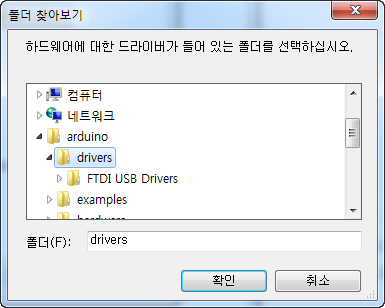 폴더 찾아보기
하드웨어에 대한 드라이버가 들어 있는 폴더를 선택하십시오.
컴퓨터
네트워크
arduino
drivers
FTDI USB Drivers
examples
hardware
폴더(F): drivers
확인 취소